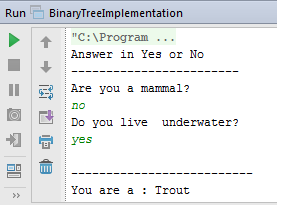 Run BinaryTreeImplementation
"C:\Program ...
Answer in Yes or No
------------------------
Are you a mammal?
no
Do you live  underwater?
yes
--------------------------
You are a : Trout